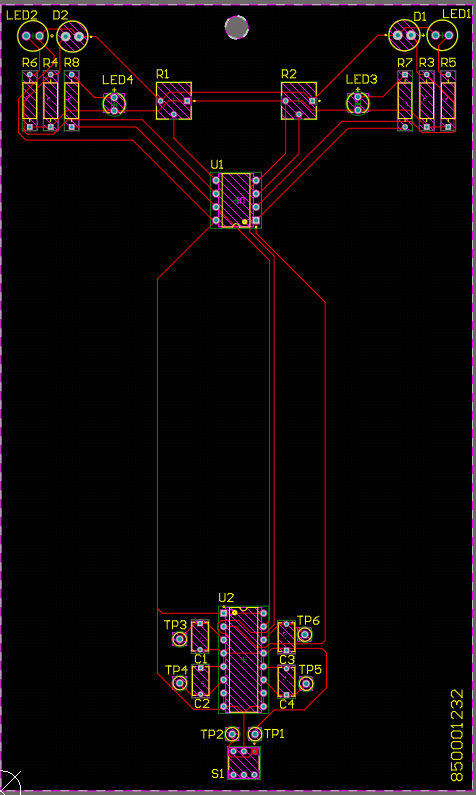 LED2 D2 D1 LED1
R6 R4 R8 LED4 R1 R2 LED3 R7 R3 R5
U1
U2
TP3 TP6
C1 C3
TP4 TP5
C2 C4
TP2 TP1
S1
850001232